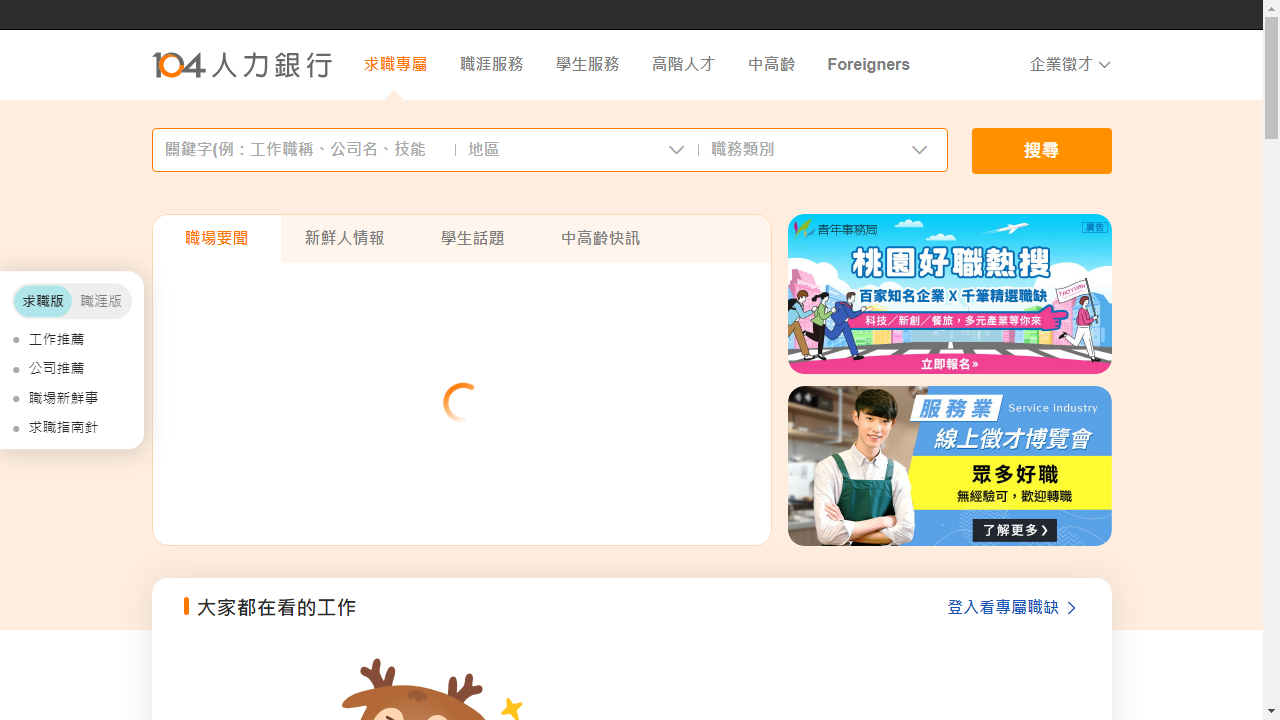 104人力銀行
求職專屬
職涯服務
學生服務
高階人才
中高齡
Foreigners
企業徵才
關鍵字(例：工作職稱、公司名、技能
地區
職務類別
搜尋
職場要聞
新鮮人情報
學生話題
中高齡快訊
青年事務局
廣告
桃園好職熱搜
百家知名企業 X 千筆精選職缺
TAOYUAN
科技／新創／餐旅，多元產業等你來
立即報名»
求職版
職涯版
工作推薦
公司推薦
職場新鮮事
求職指南針
服務業
Service industry
線上徵才博覽會
眾多好職
無經驗可，歡迎轉職
了解更多
大家都在看的工作
登入看專屬職缺